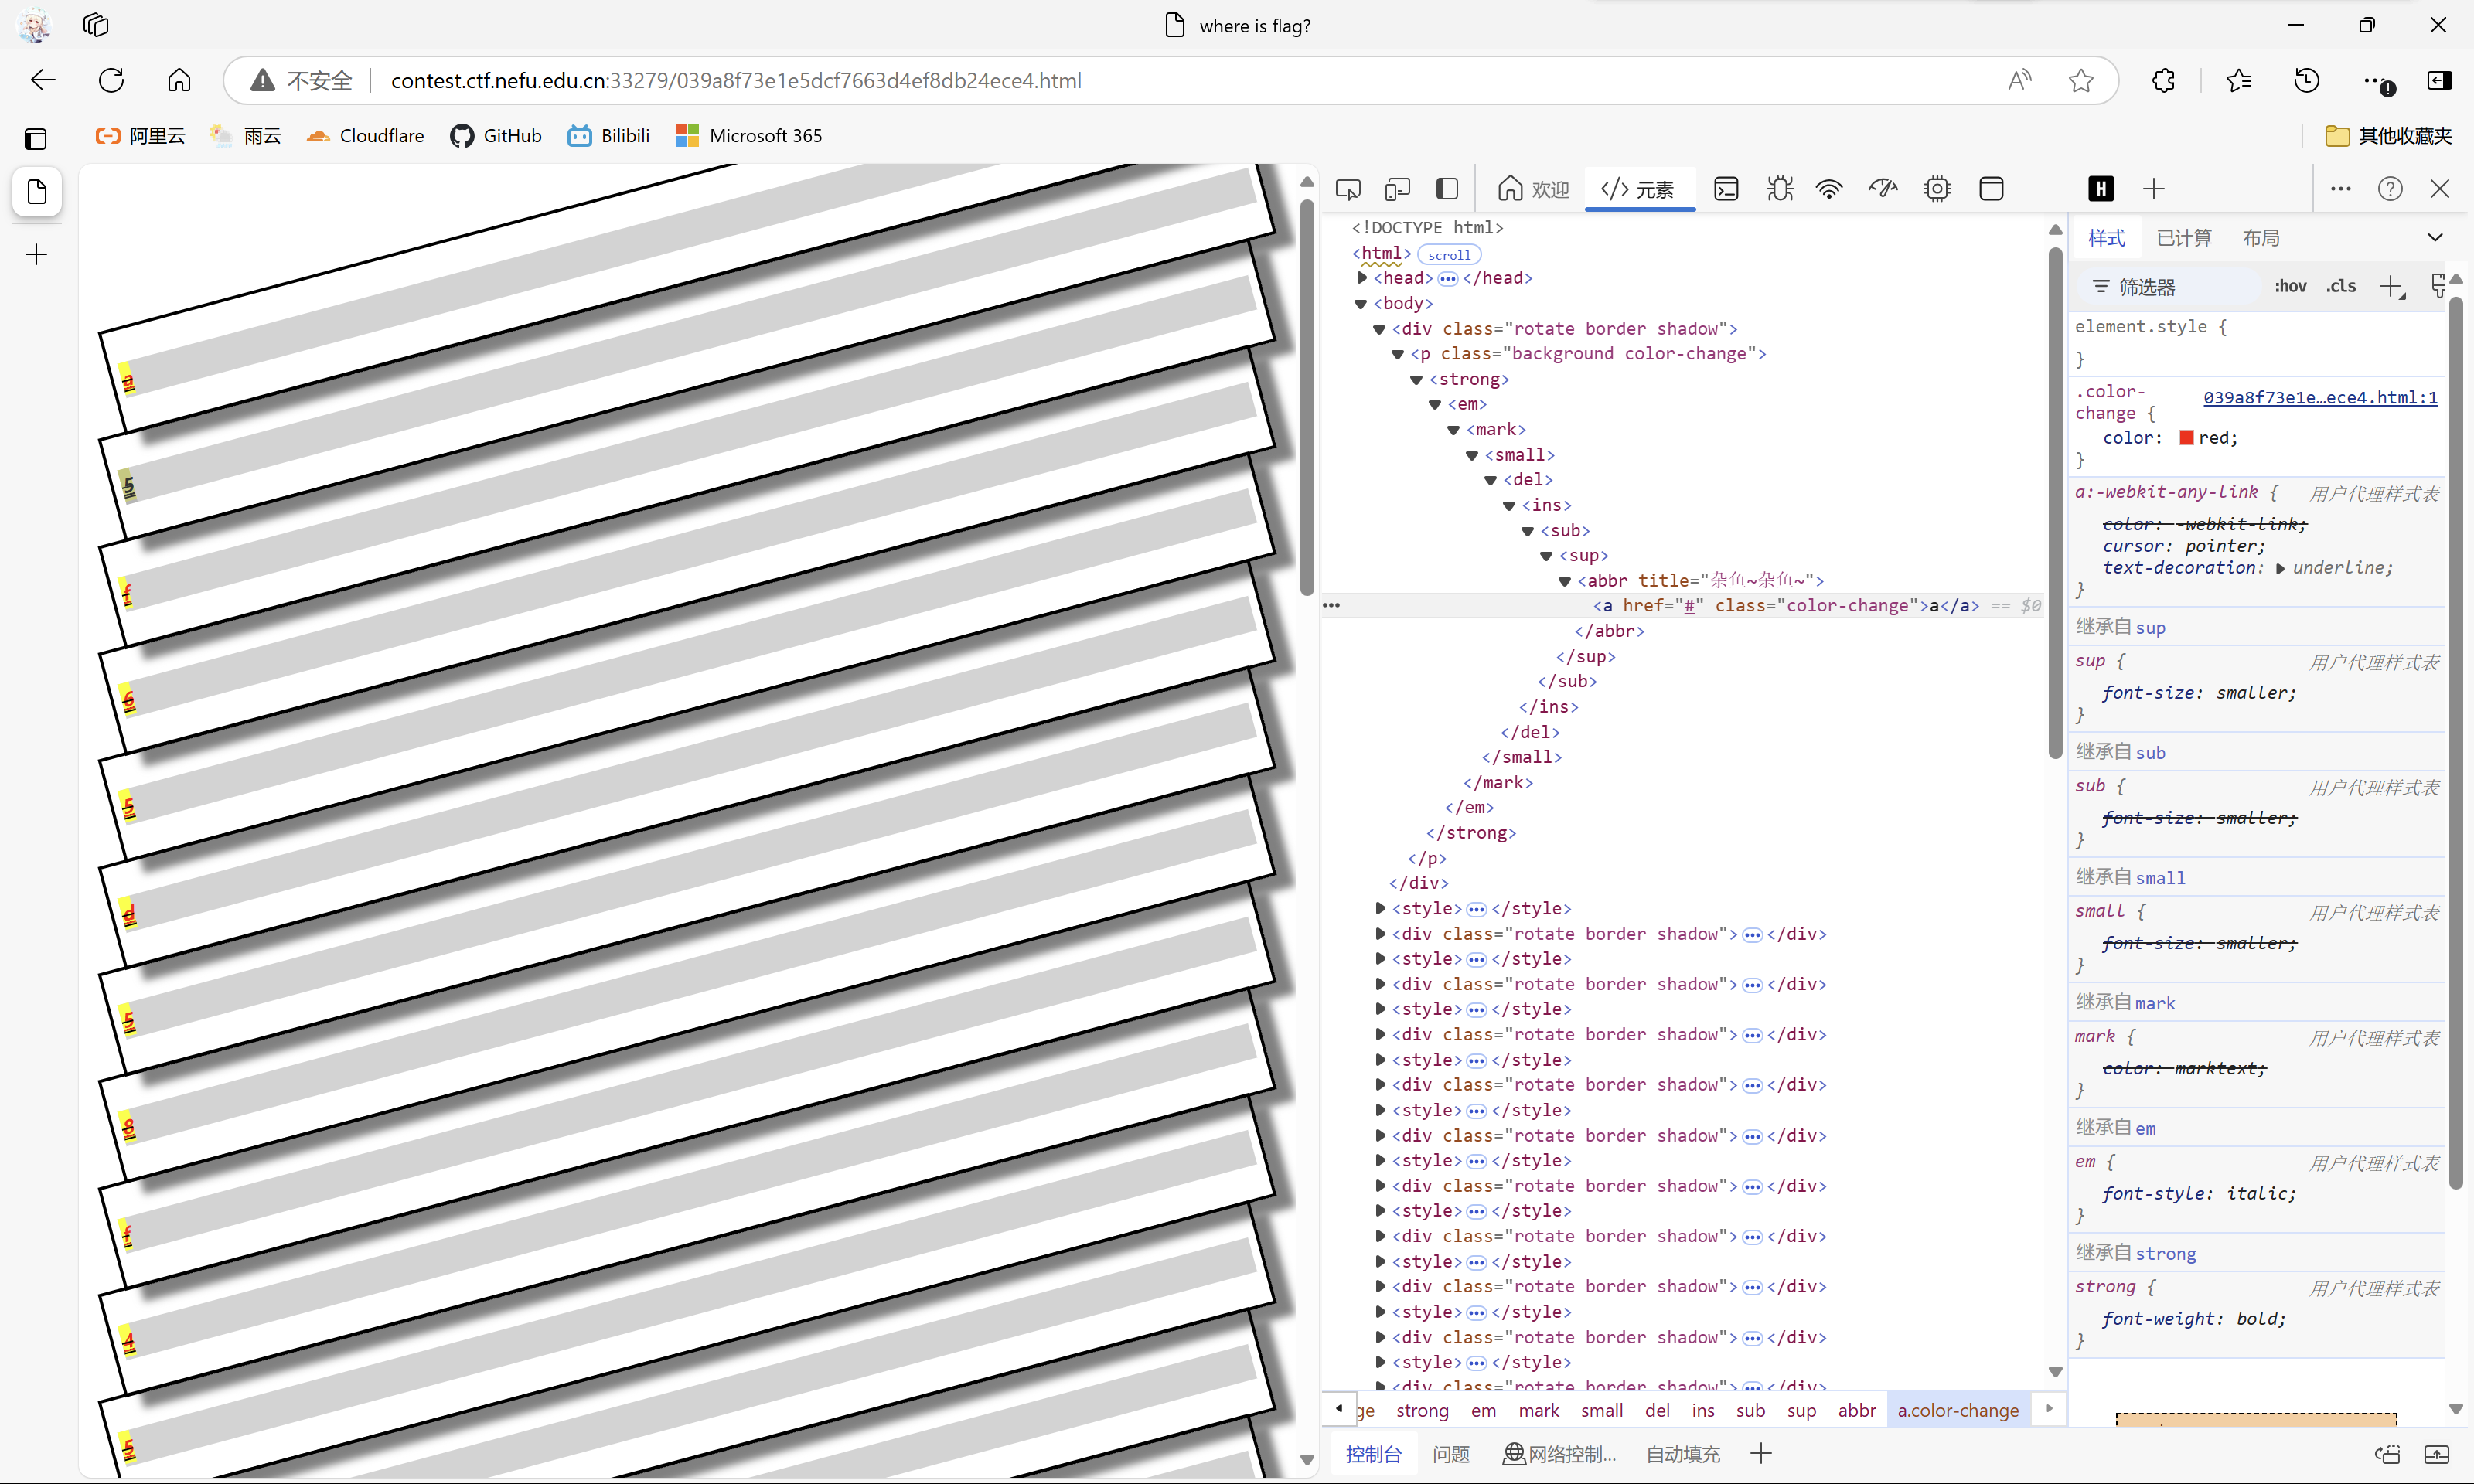 where is flag?
不安全 contest.ctf.nefu.edu.cn:33279/039a8f73e1e5dcf7663d4ef8db24ece4.html
阿里云 雨云 Cloudflare GitHub Bilibili Microsoft 365 其他收藏夹
a
5
f
6
5
d
5
8
f
4
5
欢迎 </> 元素
<!DOCTYPE html>
<html> scroll
<head> ••• </head>
<body>
<div class="rotate border shadow">
<p class="background color-change">
<strong>
<em>
<mark>
<small>
<del>
<ins>
<sub>
<sup>
<abbr title="杂鱼~杂鱼~">
••• <a href="#" class="color-change">a</a> == $0
</abbr>
</sup>
</sub>
</ins>
</del>
</small>
</mark>
</em>
</strong>
</p>
</div>
<style> ••• </style>
<div class="rotate border shadow"> ••• </div>
<style> ••• </style>
<div class="rotate border shadow"> ••• </div>
<style> ••• </style>
<div class="rotate border shadow"> ••• </div>
<style> ••• </style>
<div class="rotate border shadow"> ••• </div>
<style> ••• </style>
<div class="rotate border shadow"> ••• </div>
<style> ••• </style>
<div class="rotate border shadow"> ••• </div>
<style> ••• </style>
<div class="rotate border shadow"> ••• </div>
<style> ••• </style>
<div class="rotate border shadow"> ••• </div>
<style> ••• </style>
<div class="rotate border shadow"> ••• </div>
<style> ••• </style>
<div class="rotate border shadow"> ••• </div>
ge strong em mark small del ins sub sup abbr a.color-change
样式 已计算 布局
筛选器 :hov .cls
element.style {
}
.color-change { 039a8f73e1e…ece4.html:1
color: red;
}
a:-webkit-any-link { 用户代理样式表
color: -webkit-link;
cursor: pointer;
text-decoration: underline;
}
继承自 sup
sup { 用户代理样式表
font-size: smaller;
}
继承自 sub
sub { 用户代理样式表
font-size: smaller;
}
继承自 small
small { 用户代理样式表
font-size: smaller;
}
继承自 mark
mark { 用户代理样式表
color: marktext;
}
继承自 em
em { 用户代理样式表
font-style: italic;
}
继承自 strong
strong { 用户代理样式表
font-weight: bold;
}
控制台 问题 网络控制... 自动填充